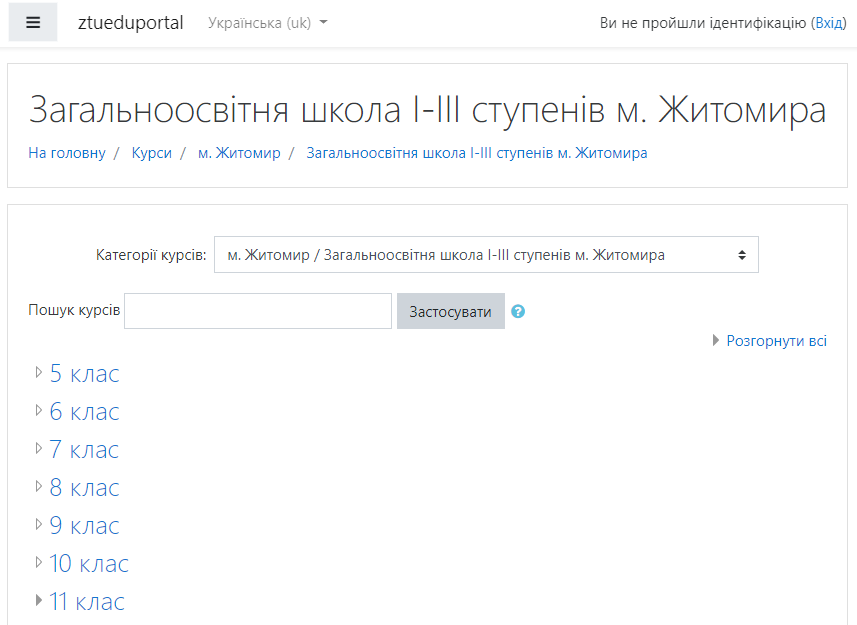 ztueduportal Українська (uk) Ви не пройшли ідентифікацію (Вхід)
Загальноосвітня школа І-ІІІ ступенів м. Житомира
На головну / Курси / м. Житомир / Загальноосвітня школа І-ІІІ ступенів м. Житомира
Категорії курсів: м. Житомир / Загальноосвітня школа І-ІІІ ступенів м. Житомира
Пошук курсів Застосувати ?
Розгорнути всі
5 клас
6 клас
7 клас
8 клас
9 клас
10 клас
11 клас